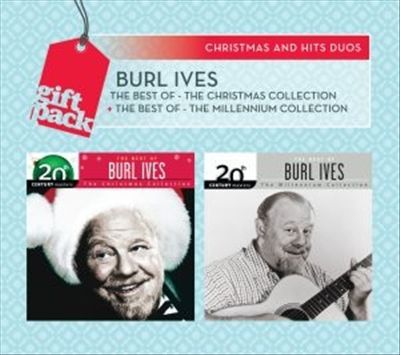 CHRISTMAS AND HITS DUOS
gift
pack
BURL IVES
THE BEST OF - THE CHRISTMAS COLLECTION
+ THE BEST OF - THE MILLENNIUM COLLECTION
20th
CENTURY MASTERS
THE BEST OF
BURL IVES
The Christmas Collection
20th
CENTURY MASTERS
THE BEST OF
BURL IVES
The Millennium Collection